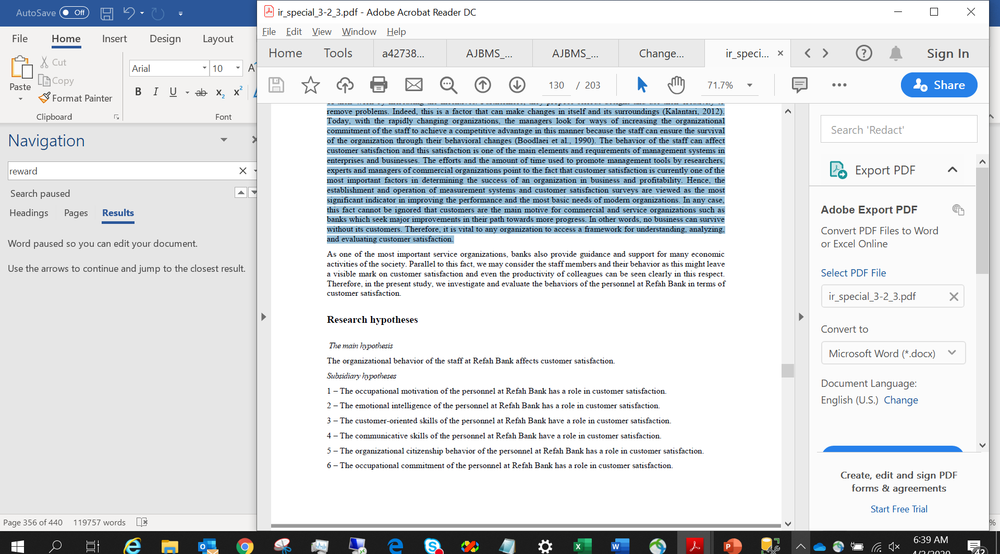 AutoSave Off
File Home Insert Design Layout
Paste
Cut
Copy
Format Painter
Clipboard
Arial 10 A
B I U ab x2 x2
Font
Navigation
reward
Search paused
Headings Pages Results
Word paused so you can edit your document.
Use the arrows to continue and jump to the closest result.
Page 356 of 440 119757 words
ir_special_3-2_3.pdf - Adobe Acrobat Reader DC
File Edit View Window Help
Home Tools a42738... AJBMS_... AJBMS_... Change... ir_speci... Sign In
130 / 203 71.7% Share
remove problems. Indeed, this is a factor that can make changes in itself and its surroundings (Kalantari, 2012).
Today, with the rapidly changing organizations, the managers look for ways of increasing the organizational
commitment of the staff to achieve a competitive advantage in this manner because the staff can ensure the survival
of the organization through their behavioral changes (Boodlaei et al., 1990). The behavior of the staff can affect
customer satisfaction and this satisfaction is one of the main elements and requirements of management systems in
enterprises and businesses. The efforts and the amount of time used to promote management tools by researchers,
experts and managers of commercial organizations point to the fact that customer satisfaction is currently one of the
most important factors in determining the success of an organization in business and profitability. Hence, the
establishment and operation of measurement systems and customer satisfaction surveys are viewed as the most
significant indicator in improving the performance and the most basic needs of modern organizations. In any case,
this fact cannot be ignored that customers are the main motive for commercial and service organizations such as
banks which seek major improvements in their path towards more progress. In other words, no business can survive
without its customers. Therefore, it is vital to any organization to access a framework for understanding, analyzing,
and evaluating customer satisfaction.
As one of the most important service organizations, banks also provide guidance and support for many economic
activities of the society. Parallel to this fact, we may consider the staff members and their behavior as this might leave
a visible mark on customer satisfaction and even the productivity of colleagues can be seen clearly in this respect.
Therefore, in the present study, we investigate and evaluate the behaviors of the personnel at Refah Bank in terms of
customer satisfaction.
Research hypotheses
The main hypothesis
The organizational behavior of the staff at Refah Bank affects customer satisfaction.
Subsidiary hypotheses
1 – The occupational motivation of the personnel at Refah Bank has a role in customer satisfaction.
2 – The emotional intelligence of the personnel at Refah Bank has a role in customer satisfaction.
3 – The customer-oriented skills of the personnel at Refah Bank have a role in customer satisfaction.
4 – The communicative skills of the personnel at Refah Bank have a role in customer satisfaction.
5 – The organizational citizenship behavior of the personnel at Refah Bank has a role in customer satisfaction.
6 – The occupational commitment of the personnel at Refah Bank has a role in customer satisfaction.
Search 'Redact'
Export PDF
Adobe Export PDF
Convert PDF Files to Word
or Excel Online
Select PDF File
ir_special_3-2_3.pdf
Convert to
Microsoft Word (*.docx)
Document Language:
English (U.S.) Change
Create, edit and sign PDF
forms & agreements
Start Free Trial
%
6:39 AM
42